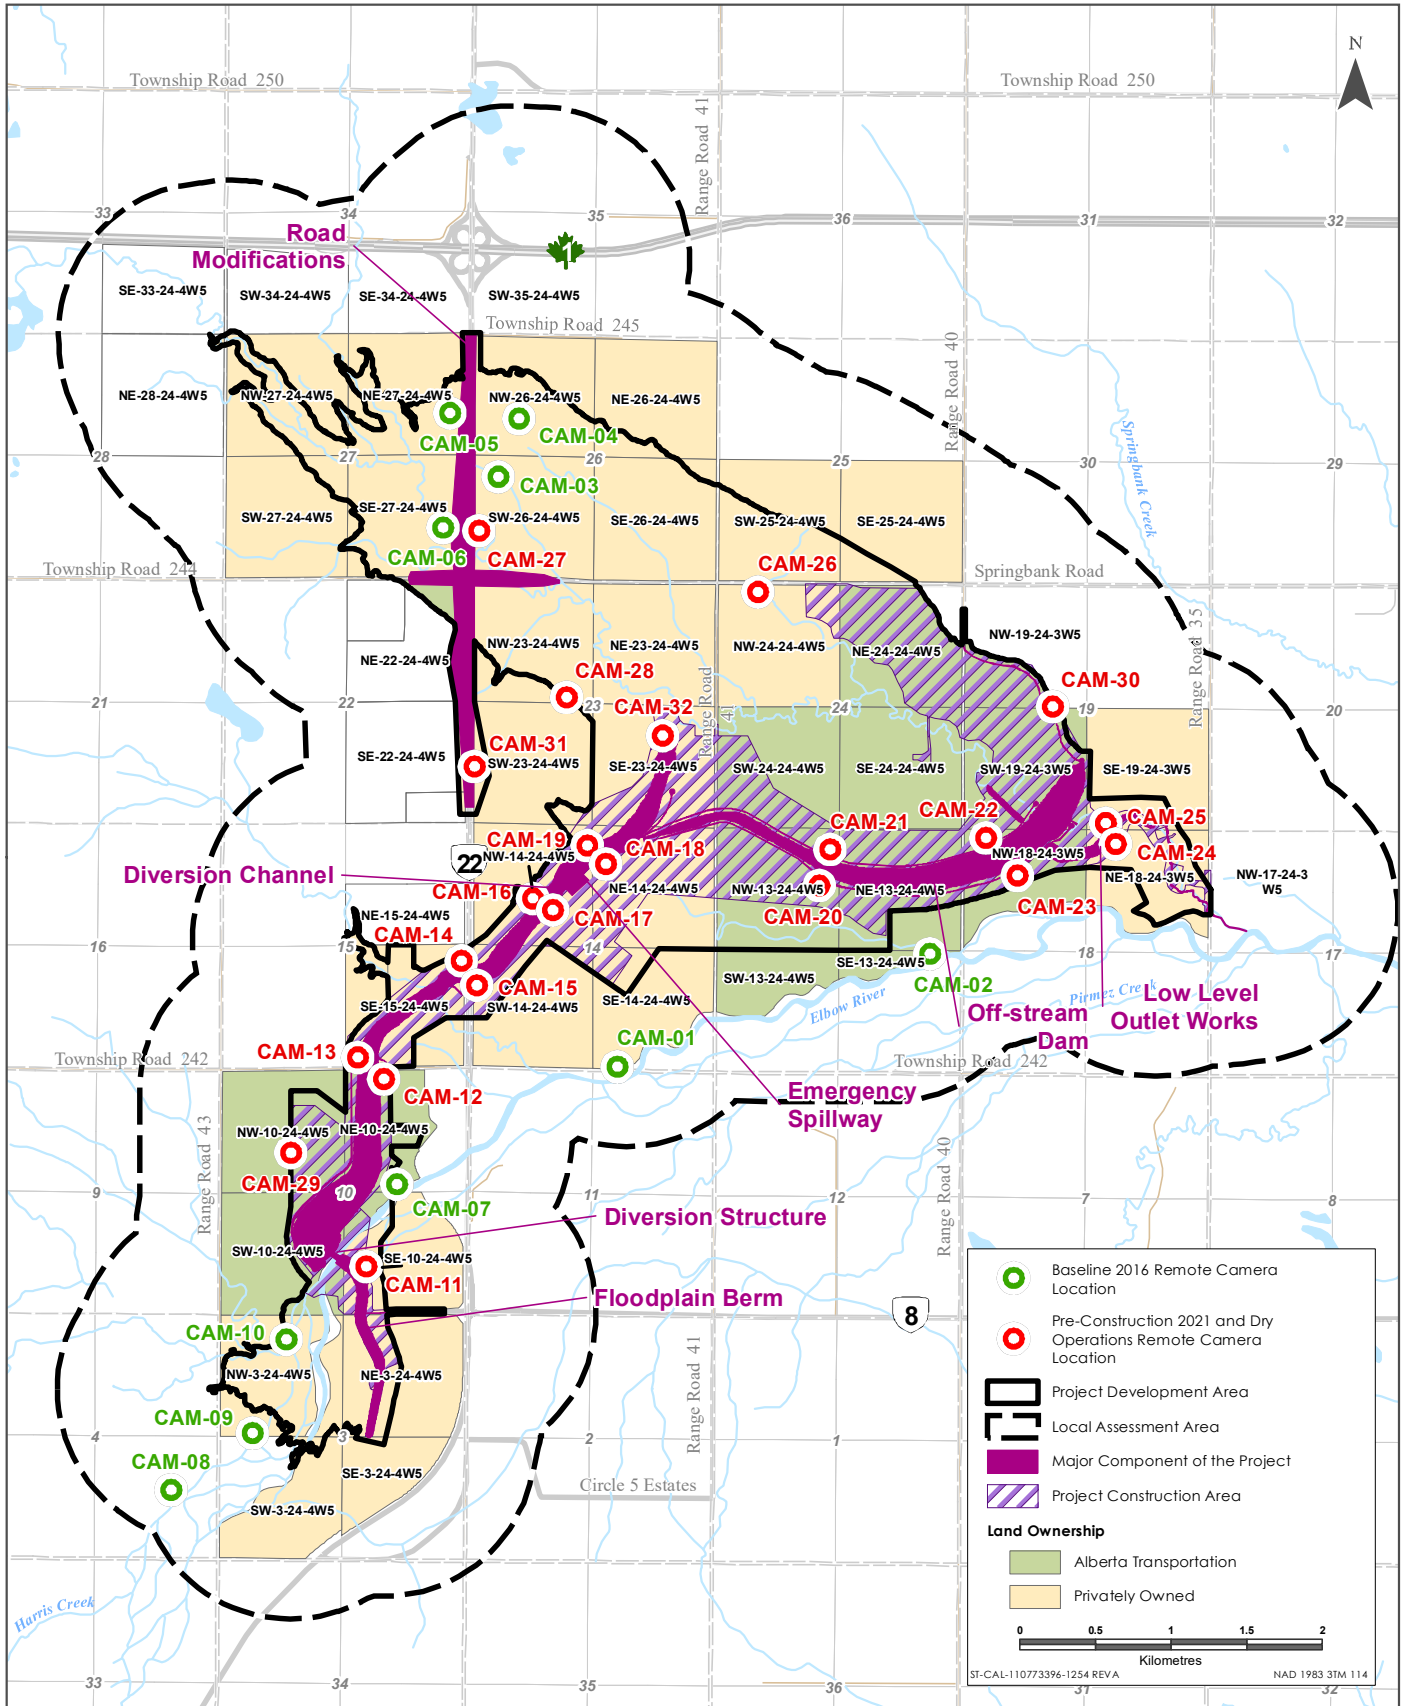 N
Township Road 250
Township Road 250
Range Road 41
33
34
35
36
31
32
Road
Modifications
1
SE-33-24-4W5
SW-34-24-4W5
SE-34-24-4W5
SW-35-24-4W5
Township Road 245
Range Road 40
NE-28-24-4W5
NW-27-24-4W5
NE-27-24-4W5
NW-26-24-4W5
NE-26-24-4W5
CAM-05
CAM-04
Springbank Creek
28
27
26
25
30
29
CAM-03
SW-27-24-4W5
SE-27-24-4W5
SW-26-24-4W5
SE-26-24-4W5
SW-25-24-4W5
SE-25-24-4W5
CAM-06
CAM-27
CAM-26
Township Road 244
Springbank Road
Range Road 35
NE-22-24-4W5
NW-23-24-4W5
NE-23-24-4W5
NW-24-24-4W5
NE-24-24-4W5
NW-19-24-3W5
CAM-28
CAM-30
21
22
23
24
19
20
CAM-32
Range Road 41
CAM-31
SE-22-24-4W5
SW-23-24-4W5
SE-23-24-4W5
SW-24-24-4W5
SE-24-24-4W5
SW-19-24-3W5
SE-19-24-3W5
CAM-22
CAM-25
CAM-19
CAM-18
CAM-21
CAM-24
22
NW-14-24-4W5
NW-18-24-3W5
Diversion Channel
NE-14-24-4W5
NW-13-24-4W5
NE-13-24-4W5
NE-18-24-3W5
NW-17-24-3
W5
CAM-16
CAM-17
CAM-20
CAM-23
NE-15-24-4W5
CAM-14
16
15
14
18
17
SE-13-24-4W5
SW-13-24-4W5
CAM-02
CAM-15
SE-15-24-4W5
SW-14-24-4W5
SE-14-24-4W5
Elbow River
Pirmez Creek
Low Level
Outlet Works
Off-stream
Dam
CAM-01
CAM-13
Township Road 242
Township Road 242
CAM-12
Emergency
Spillway
Range Road 43
NW-10-24-4W5
NE-10-24-4W5
Range Road 40
CAM-29
9
10
11
12
7
8
CAM-07
Diversion Structure
SW-10-24-4W5
SE-10-24-4W5
CAM-11
Floodplain Berm
8
CAM-10
Range Road 41
NW-3-24-4W5
NE-3-24-4W5
CAM-09
4
3
2
1
CAM-08
SE-3-24-4W5
Circle 5 Estates
SW-3-24-4W5
Harris Creek
33
34
35
36
31
32
Baseline 2016 Remote Camera
Location
Pre-Construction 2021 and Dry
Operations Remote Camera
Location
Project Development Area
Local Assessment Area
Major Component of the Project
Project Construction Area
Land Ownership
Alberta Transportation
Privately Owned
0 0.5 1 1.5 2
Kilometres
ST-CAL-110773396-1254 REVA
NAD 1983 3TM 114